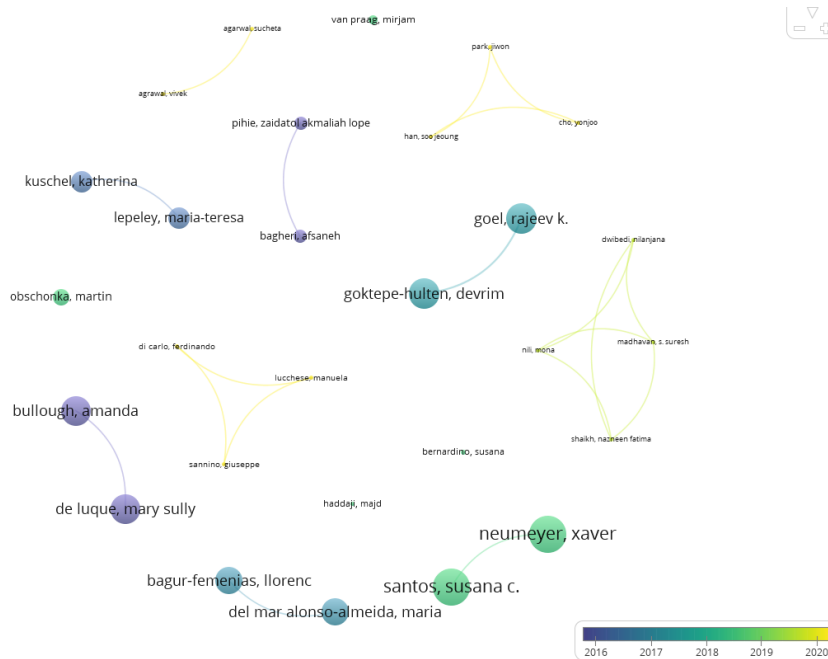 van praag, mirjam
agarwal, sucheta
park, jiwon
agrawal, vivek
pihie, zaidatol akmaliah lope
cho, yonjoo
han, soo jeoung
kuschel, katherina
lepeley, maria-teresa
goel, rajeev k.
bagheri, afsaneh
dwibedi, nilanjana
obschonka, martin
goktepe-hulten, devrim
di carlo, ferdinando
madhavan, s. suresh
nili, mona
lucchese, manuela
bullough, amanda
shaikh, nazneen fatima
bernardino, susana
sannino, giuseppe
haddaji, majd
de luque, mary sully
neumeyer, xaver
bagur-femenias, llorenc
santos, susana c.
del mar alonso-almeida, maria
2016 2017 2018 2019 2020